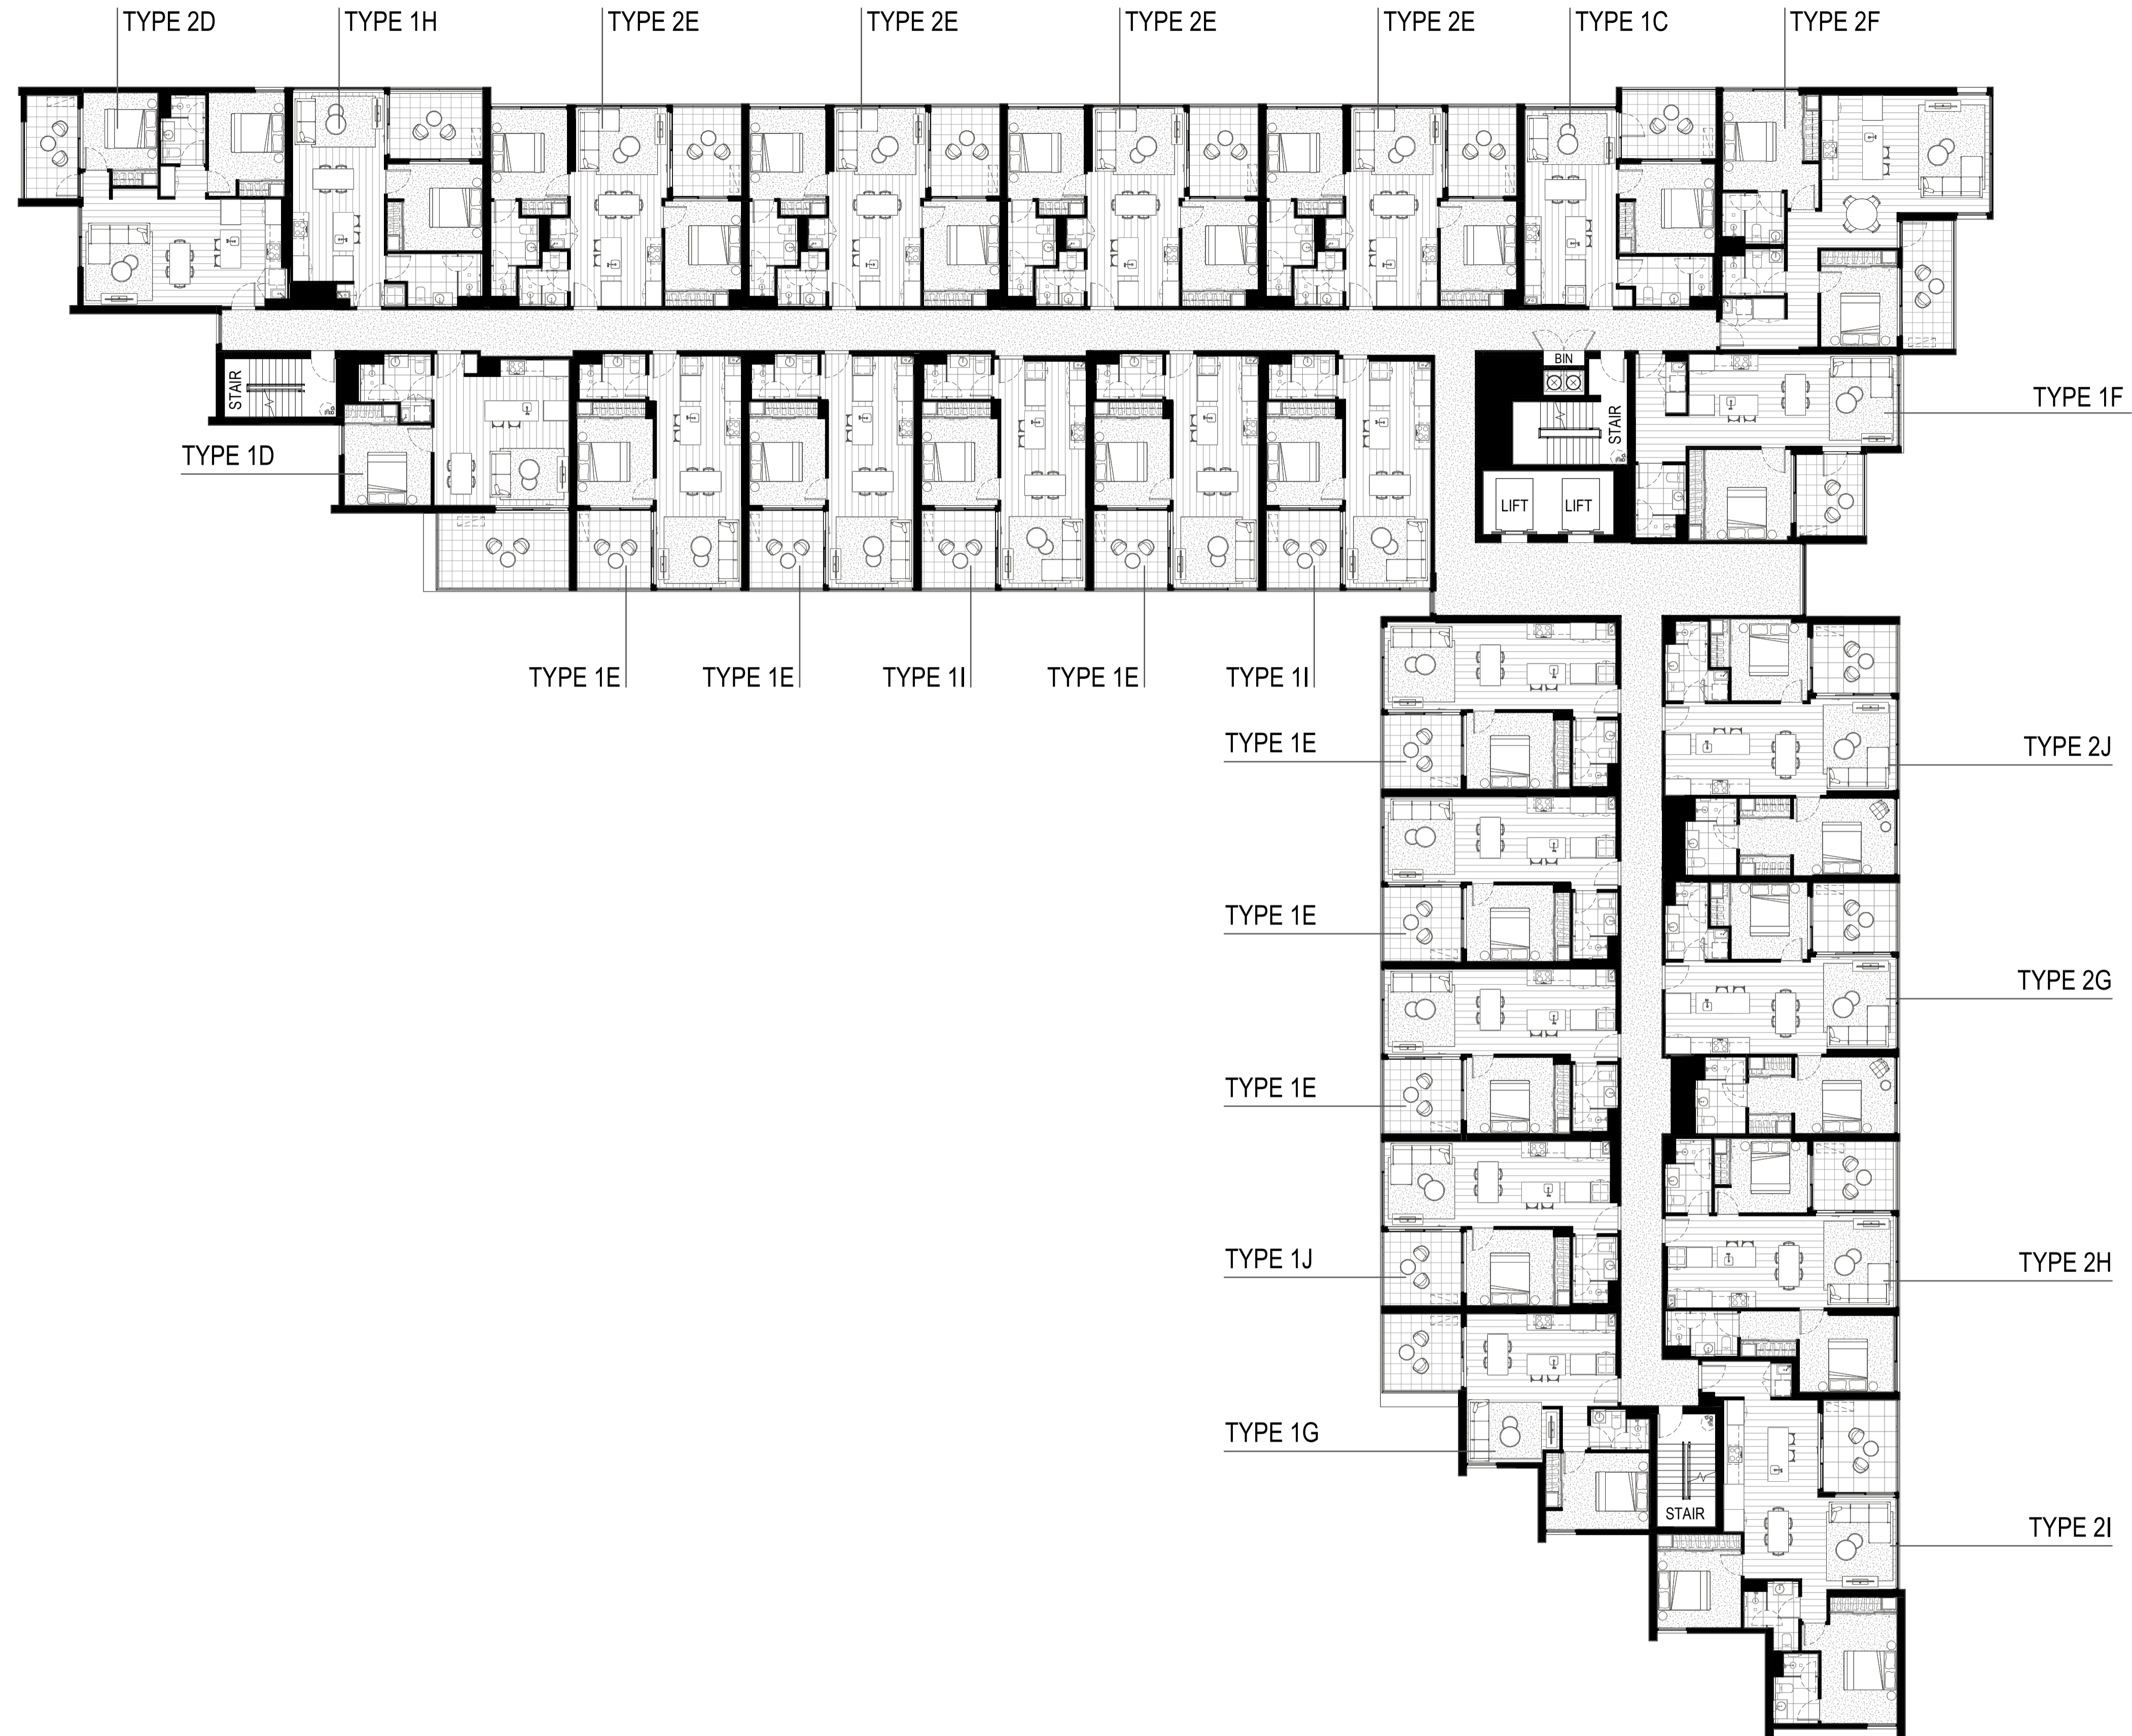 TYPE 2D
TYPE 1H
TYPE 2E
TYPE 2E
TYPE 2E
TYPE 2E
TYPE 1C
TYPE 2F
BIN
STAIR
STAIR
TYPE 1F
TYPE 1D
LIFT
LIFT
TYPE 1E
TYPE 1E
TYPE 1I
TYPE 1E
TYPE 1I
TYPE 1E
TYPE 2J
TYPE 1E
TYPE 2G
TYPE 1E
TYPE 1J
TYPE 2H
TYPE 1G
STAIR
TYPE 2I